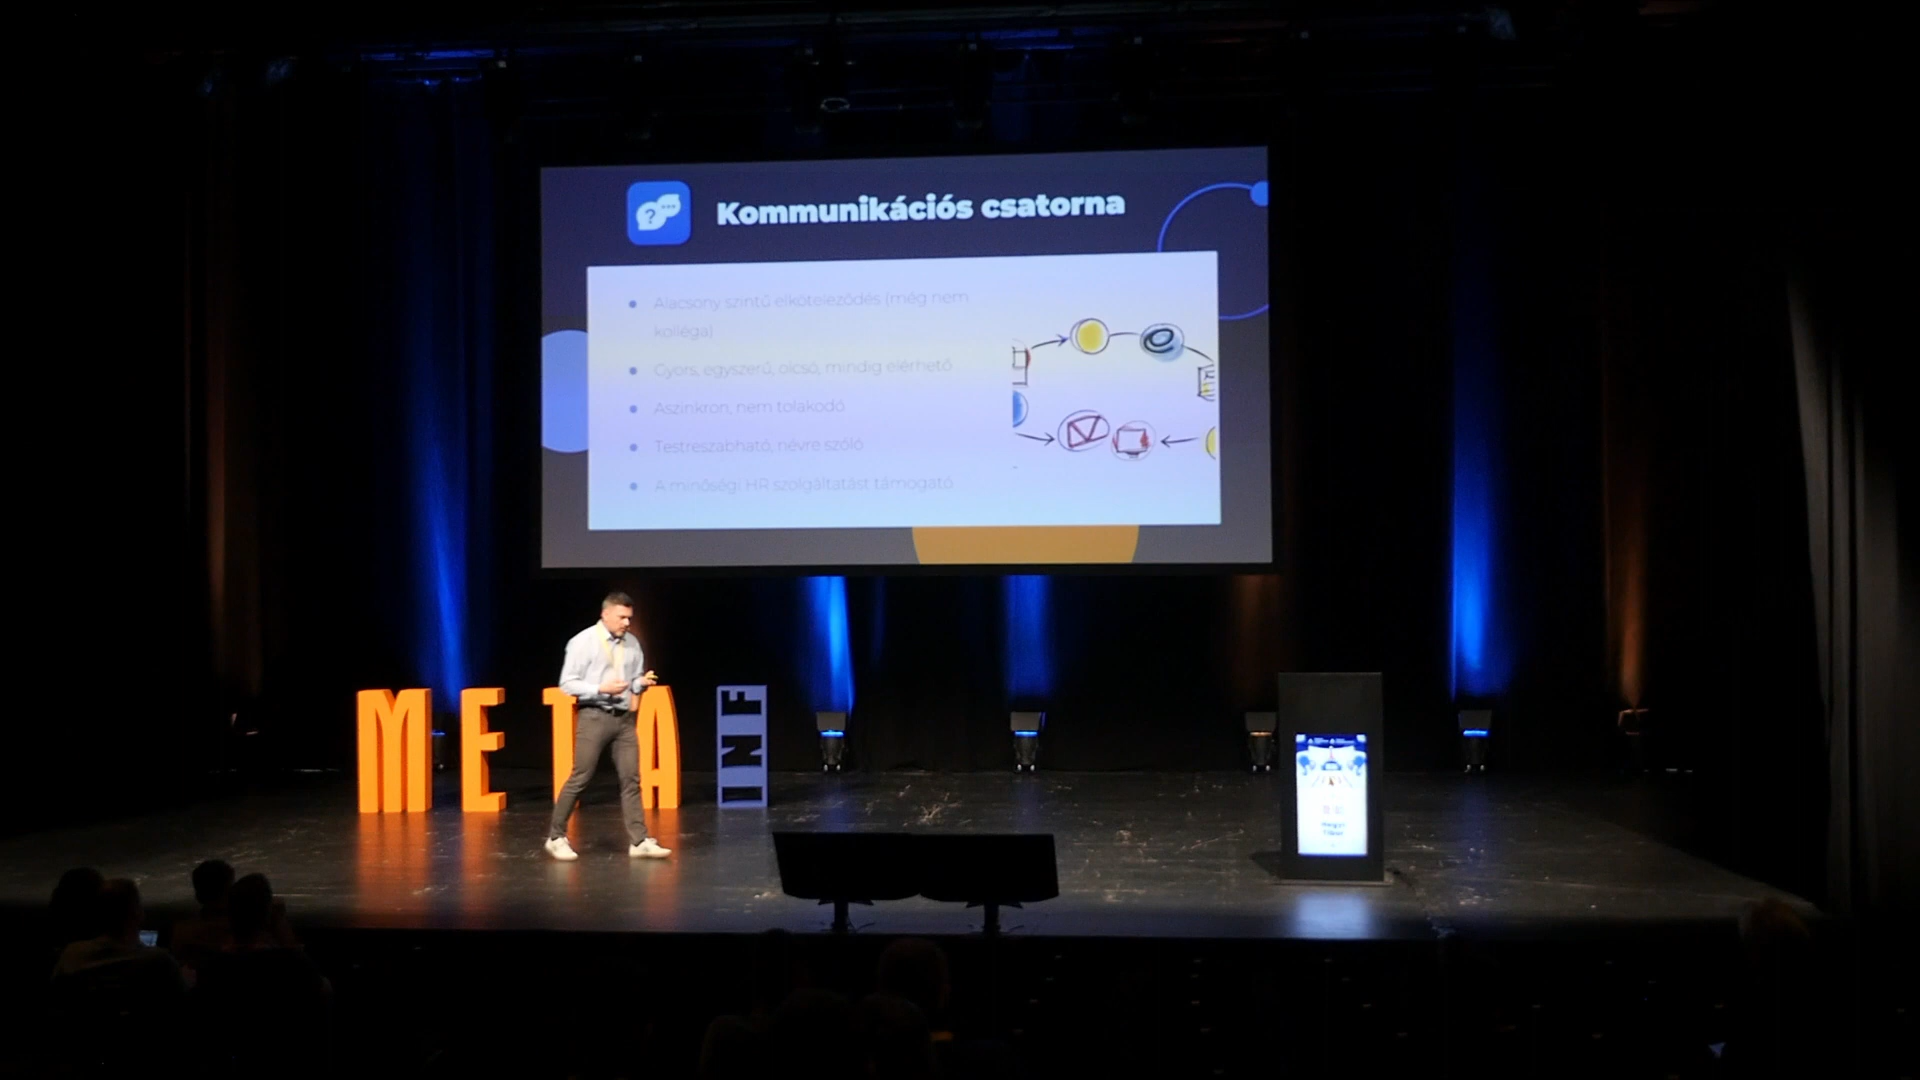 Kommunikációs csatorna
Alacsony szintű elköteleződés (még nem
kolléga)
Gyors, egyszerű, olcsó, mindig elérhető
Aszinkron, nem tolakodó
Testreszabható, névre szóló
A minőségi HR szolgáltatást támogató
META
INF